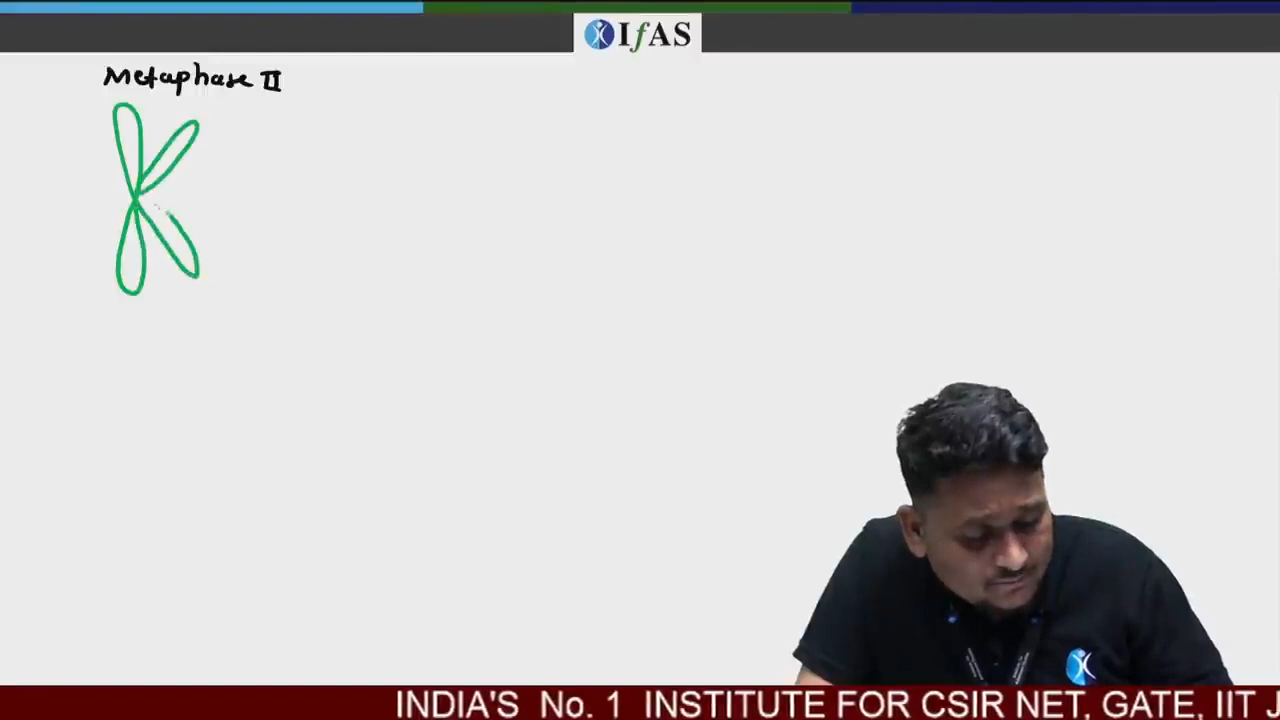 IfAS
Metaphase II
INDIA'S No. 1 INSTITUTE FOR CSIR NET, GATE, IIT J